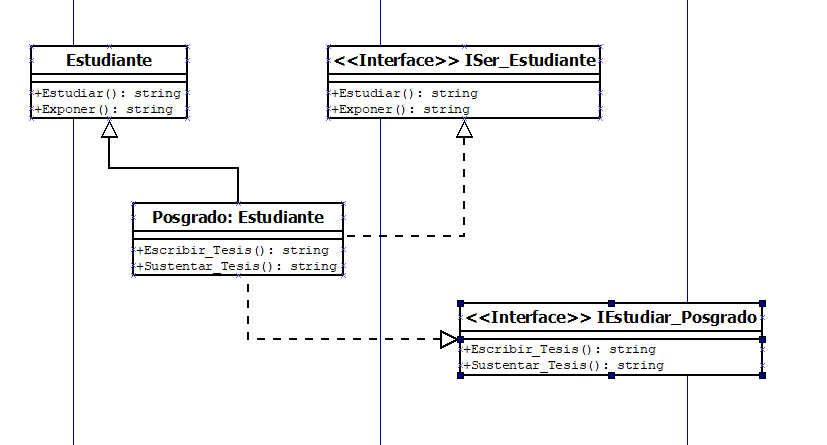 Estudiante
+Estudiar(): string
+Exponer(): string
<<Interface>> ISer_Estudiante
+Estudiar(): string
+Exponer(): string
Posgrado: Estudiante
+Escribir_Tesis(): string
+Sustentar_Tesis(): string
<<Interface>> IEstudiar_Posgrado
+Escribir_Tesis(): string
+Sustentar_Tesis(): string